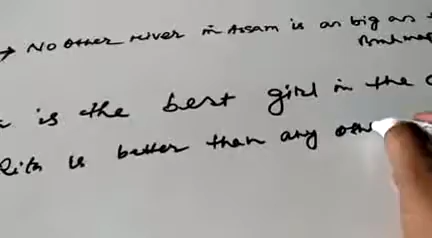 → No other river in Assam is as big as
Brahmap
is the best girl in the
Rita is better than any oth